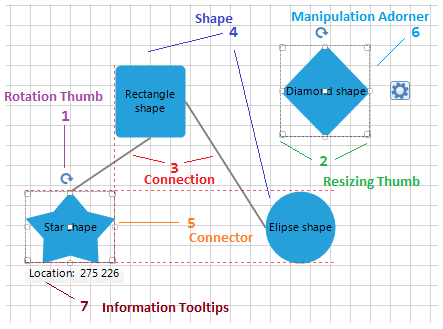 Shape
4
Manipulation Adorner
6
Rectangle
shape
Diamond shape
Rotation Thumb
1
3
Connection
2
Resizing Thumb
Star shape
5
Connector
Elipse shape
Location: 275 226
7 Information Tooltips